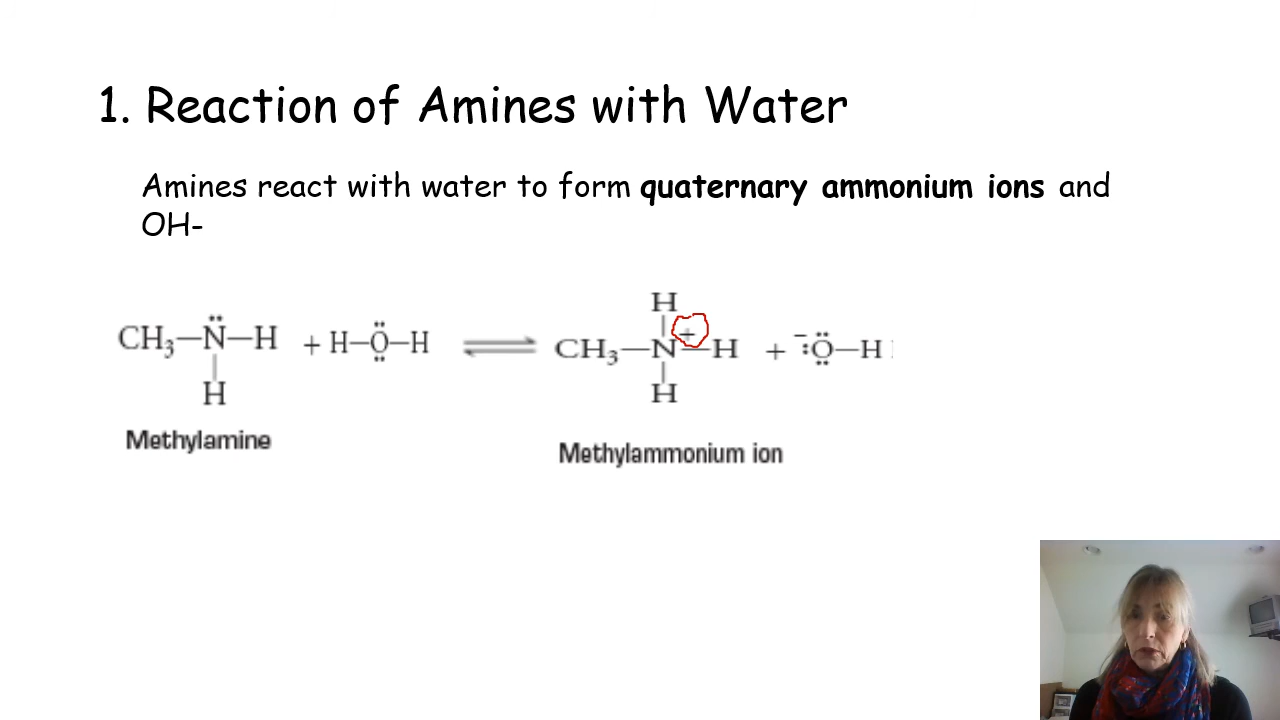 1. Reaction of Amines with Water
Amines react with water to form quaternary ammonium ions and
OH-
H
CH₃—N̈—H + H—Ö—H ⇌ CH₃—N⁺—H + ⁻:Ö—H
H H
Methylamine
Methylammonium ion